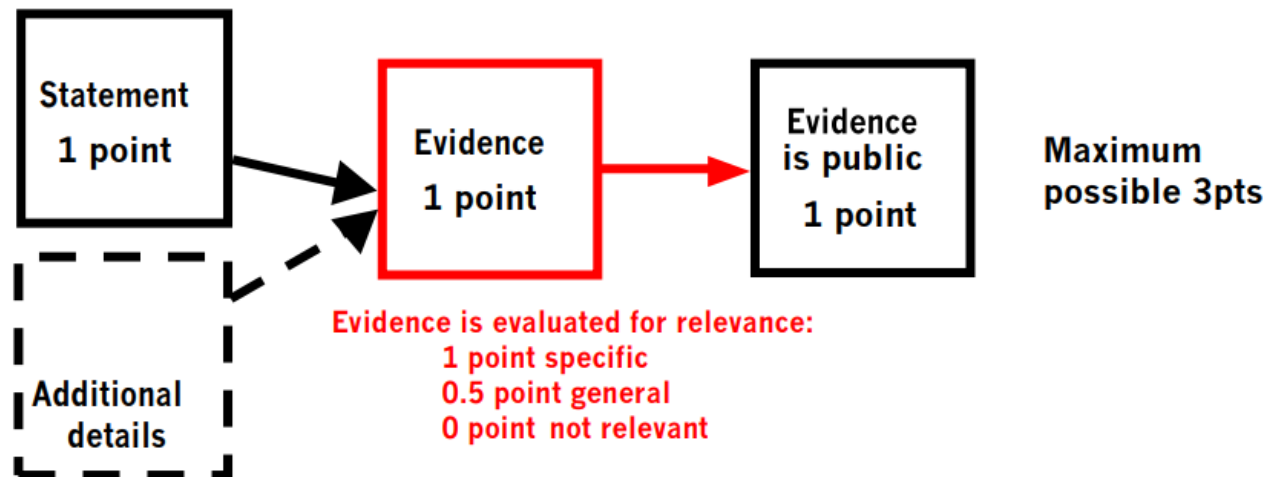 Statement
1 point
Additional
details
Evidence
1 point
Evidence is evaluated for relevance:
1 point specific
0.5 point general
0 point not relevant
Evidence
is public
1 point
Maximum
possible 3pts